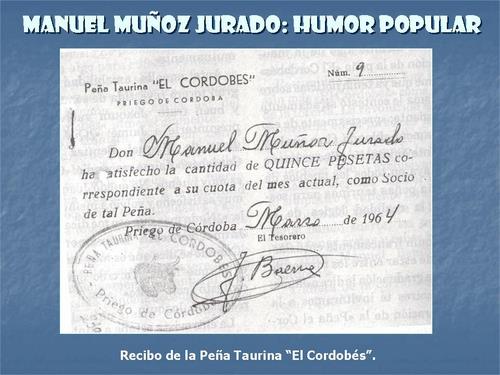 MANUEL MUÑOZ JURADO: HUMOR POPULAR
Peña Taurina "EL CORDOBES"
PRIEGO DE CORDOBA
Núm. 9
Don Manuel Muñoz Jurado
ha satisfecho la cantidad de QUINCE PESETAS co-
rrespondiente a su cuota del mes actual, como Socio
de tal Peña.
Priego de Córdoba Marzo de 1964
El Tesorero
J. Baena
PEÑA TAURINA "EL CORDOBES"
Priego de Córdoba
Recibo de la Peña Taurina “El Cordobés”.